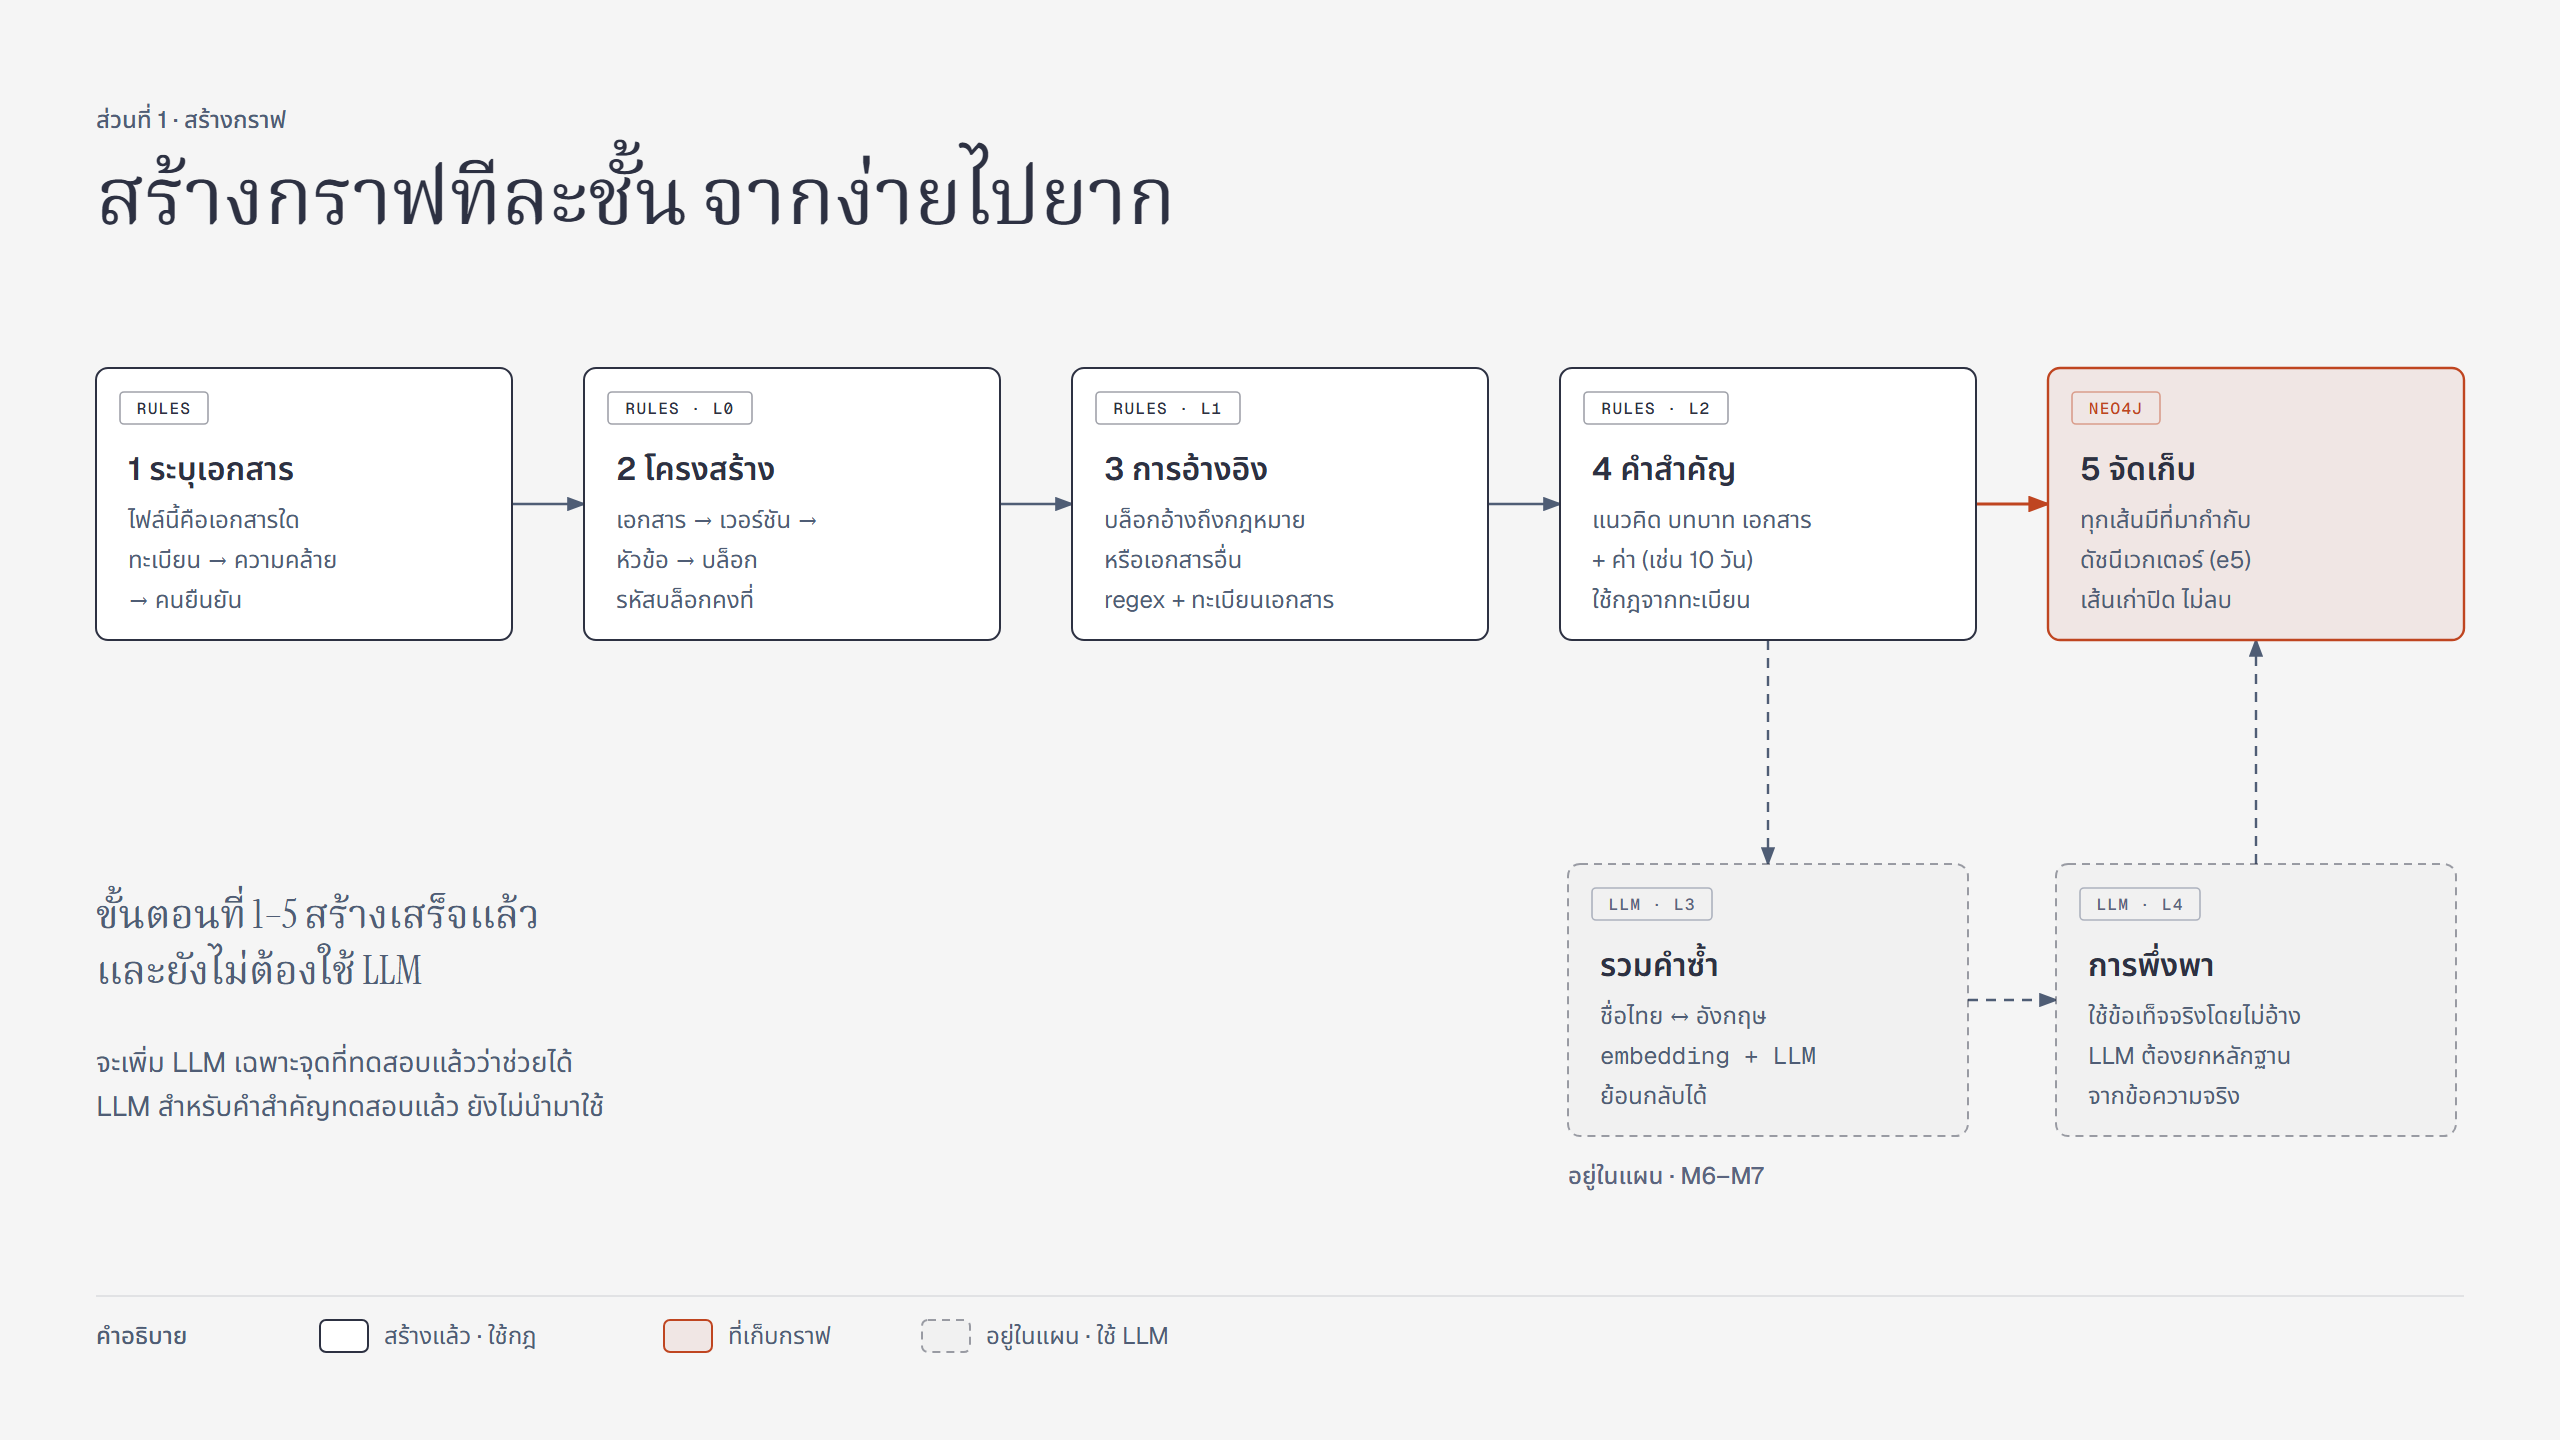 ส่วนที่ 1 · สร้างกราฟ
สร้างกราฟทีละชั้น จากง่ายไปยาก
RULES
1 ระบุเอกสาร
ไฟล์นี้คือเอกสารใด
ทะเบียน → ความคล้าย
→ คนยืนยัน
RULES · L0
2 โครงสร้าง
เอกสาร → เวอร์ชัน →
หัวข้อ → บล็อก
รหัสบล็อกคงที่
RULES · L1
3 การอ้างอิง
บล็อกอ้างถึงกฎหมาย
หรือเอกสารอื่น
regex + ทะเบียนเอกสาร
RULES · L2
4 คำสำคัญ
แนวคิด บทบาท เอกสาร
+ ค่า (เช่น 10 วัน)
ใช้กฎจากทะเบียน
NEO4J
5 จัดเก็บ
ทุกเส้นมีที่มากำกับ
ดัชนีเวกเตอร์ (e5)
เส้นเก่าปิด ไม่ลบ
ขั้นตอนที่ 1–5 สร้างเสร็จแล้ว
และยังไม่ต้องใช้ LLM
จะเพิ่ม LLM เฉพาะจุดที่ทดสอบแล้วว่าช่วยได้
LLM สำหรับคำสำคัญทดสอบแล้ว ยังไม่นำมาใช้
LLM · L3
รวมคำซ้ำ
ชื่อไทย ↔ อังกฤษ
embedding + LLM
ย้อนกลับได้
LLM · L4
การพึ่งพา
ใช้ข้อเท็จจริงโดยไม่อ้าง
LLM ต้องยกหลักฐาน
จากข้อความจริง
อยู่ในแผน · M6–M7
คำอธิบาย
สร้างแล้ว · ใช้กฎ
ที่เก็บกราฟ
อยู่ในแผน · ใช้ LLM